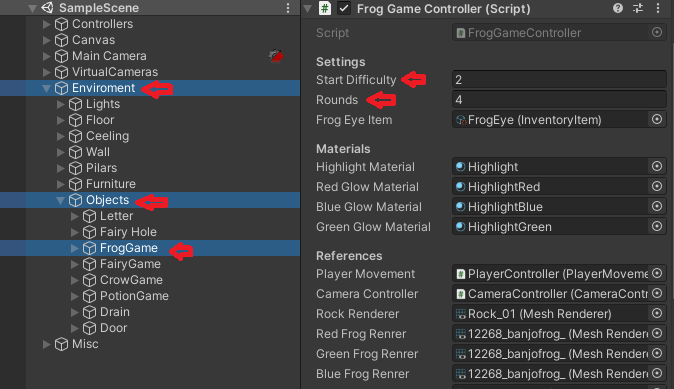 SampleScene
Controllers
Canvas
Main Camera
VirtualCameras
Enviroment
Lights
Floor
Ceeling
Wall
Pilars
Furniture
Objects
Letter
Fairy Hole
FrogGame
FairyGame
CrowGame
PotionGame
Drain
Door
Misc
# Frog Game Controller (Script)
Script # FrogGameController
Settings
Start Difficulty 2
Rounds 4
Frog Eye Item FrogEye (InventoryItem)
Materials
Highlight Material Highlight
Red Glow Material HighlightRed
Blue Glow Material HighlightBlue
Green Glow Material HighlightGreen
References
Player Movement # PlayerController (PlayerMoveme
Camera Controller # CameraController (CameraContr
Rock Renderer Rock_01 (Mesh Renderer)
Red Frog Renrer 12268_banjofrog_ (Mesh Rendere
Green Frog Renrer 12268_banjofrog_ (Mesh Rendere
Blue Frog Renrer 12268_banjofrog_ (Mesh Rendere